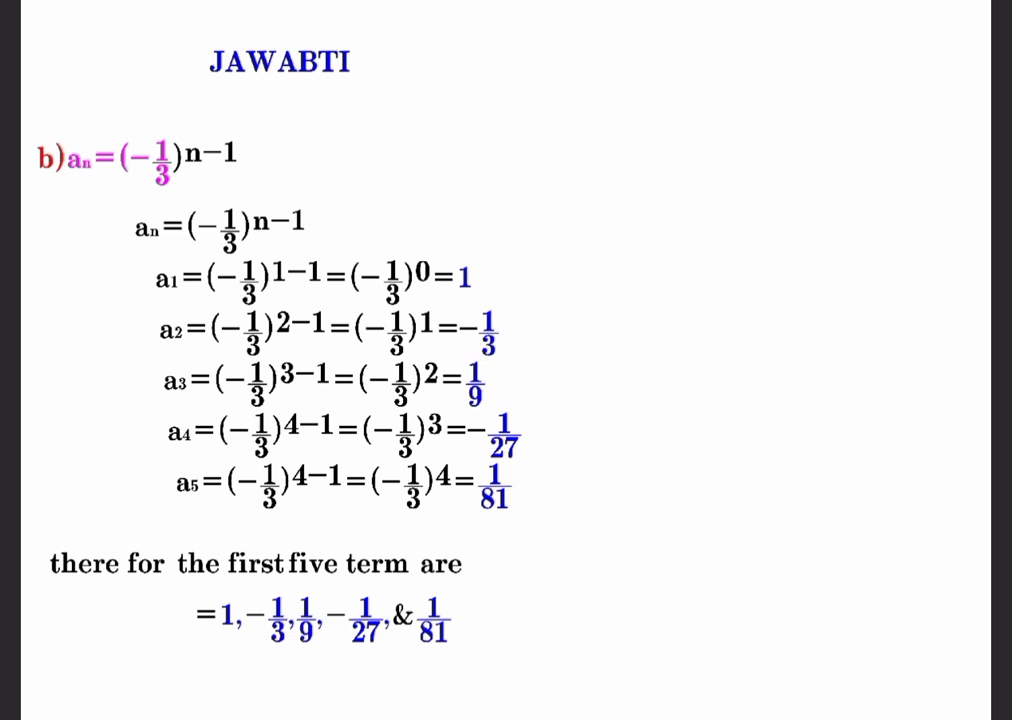 JAWABTI
b) aₙ=(-1/3)n-1
aₙ=(-1/3)n-1
a₁=(-1/3)1-1=(-1/3)0=1
a₂=(-1/3)2-1=(-1/3)1=-1/3
a₃=(-1/3)3-1=(-1/3)2=1/9
a₄=(-1/3)4-1=(-1/3)3=-1/27
a₅=(-1/3)4-1=(-1/3)4=1/81
there for the first five term are
=1,-1/3,1/9,-1/27,&1/81